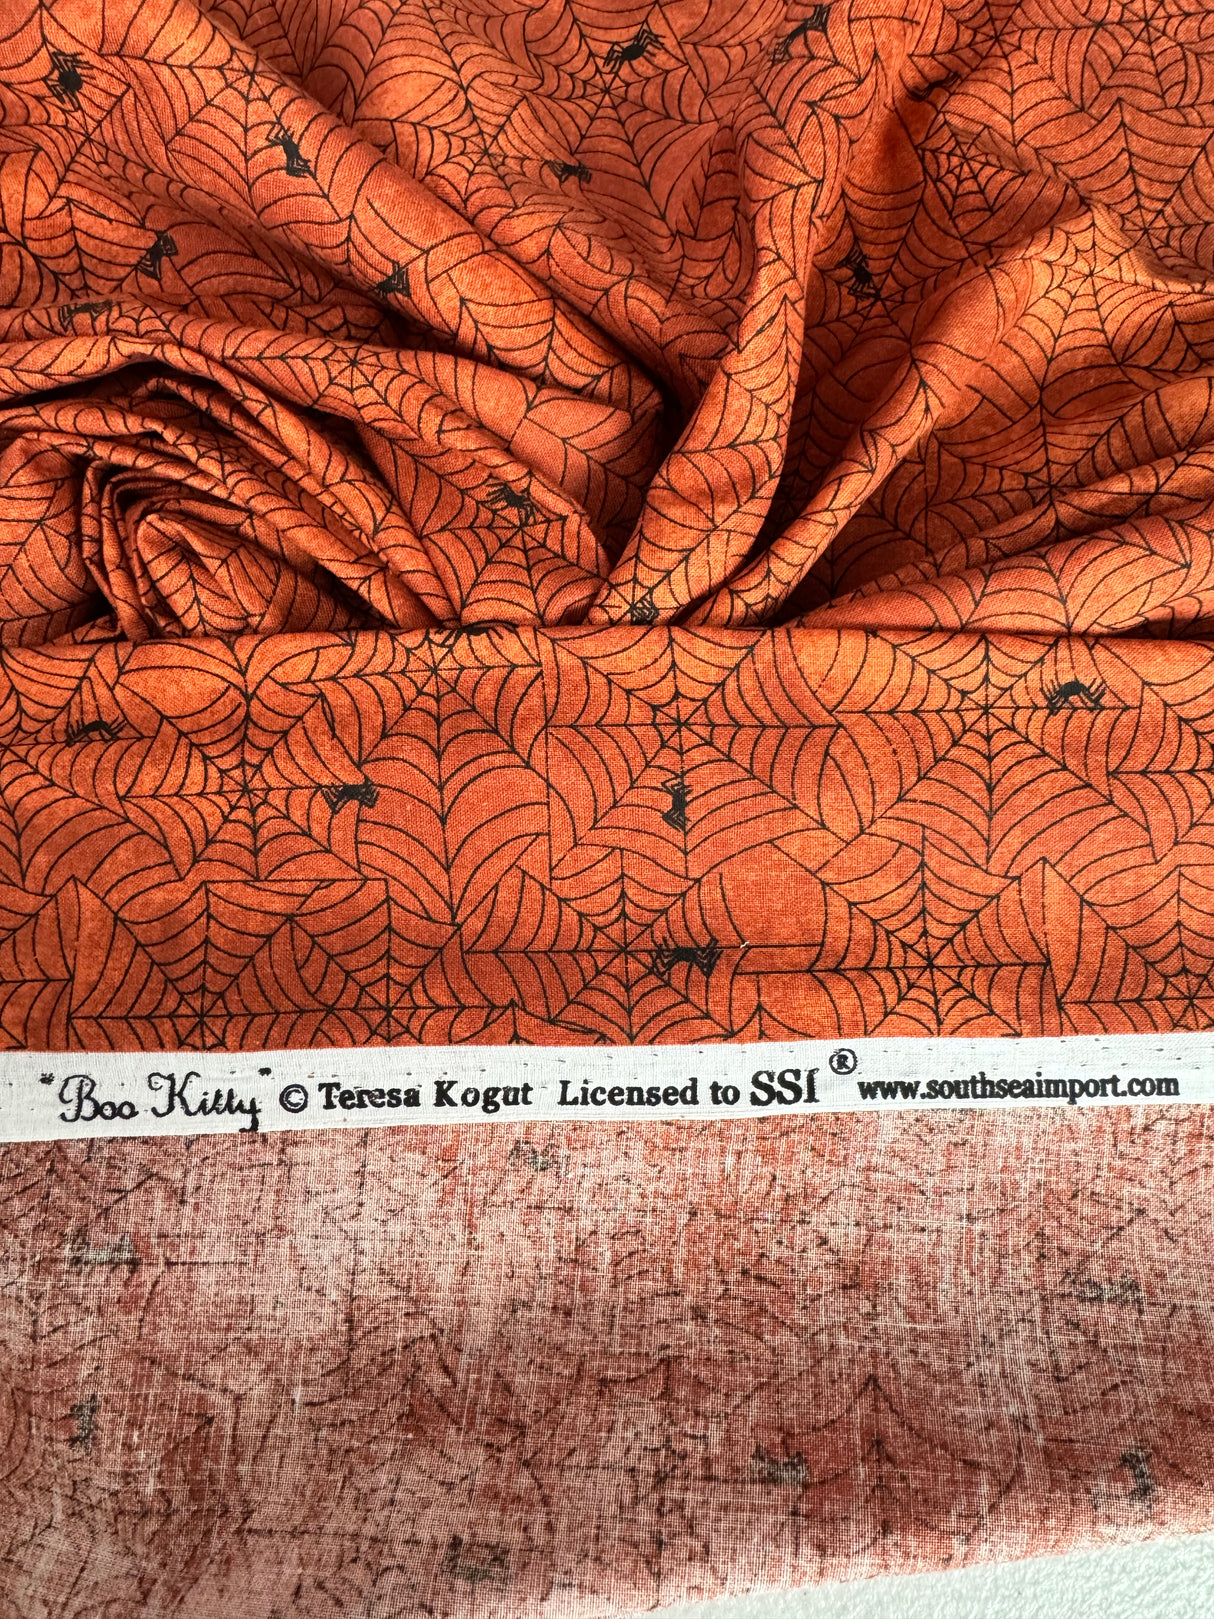 "Boo Kitty" © Teresa Kogut Licensed to SSI® www.southseaimport.com